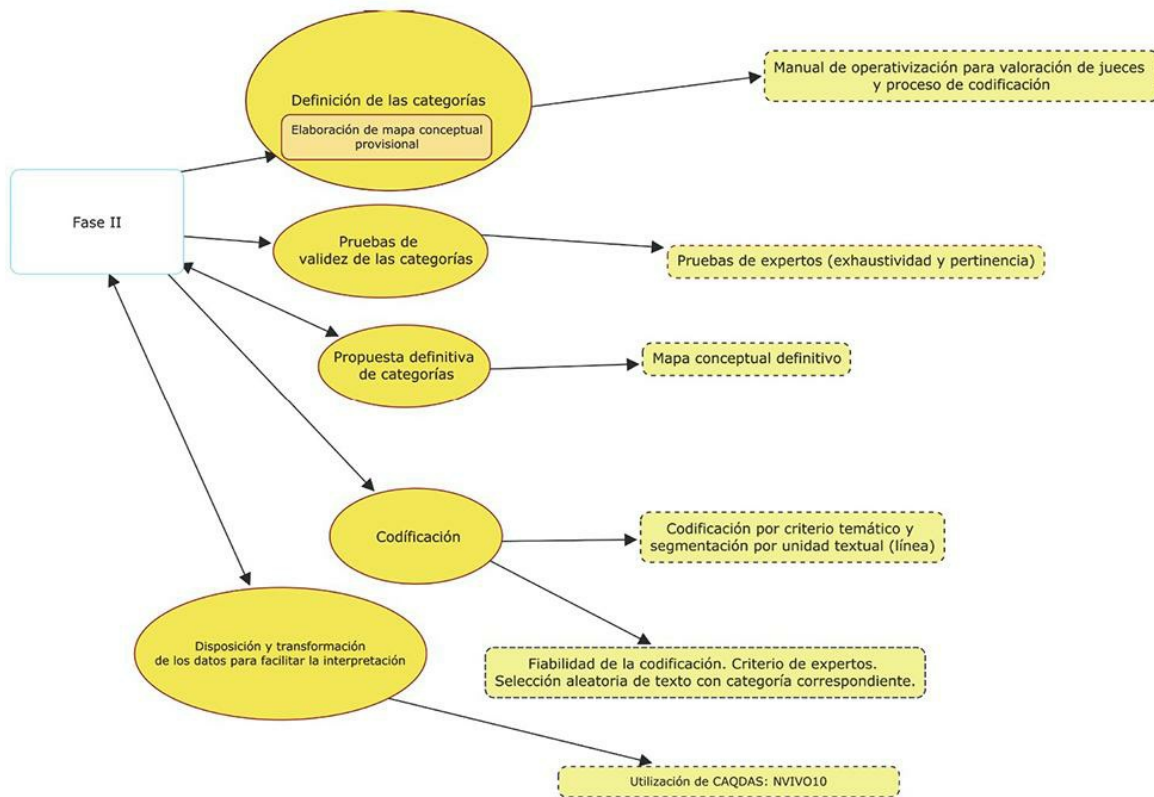 Definición de las categorías
Elaboración de mapa conceptual
provisional
Manual de operativización para valoración de jueces
y proceso de codificación
Fase II
Pruebas de
validez de las categorías
Pruebas de expertos (exhaustividad y pertinencia)
Propuesta definitiva
de categorías
Mapa conceptual definitivo
Codíficación
Codificación por criterio temático y
segmentación por unidad textual (línea)
Fiabilidad de la codificación. Criterio de expertos.
Selección aleatoria de texto con categoría correspondiente.
Disposición y transformación
de los datos para facilitar la interpretación
Utilización de CAQDAS: NVIVO10